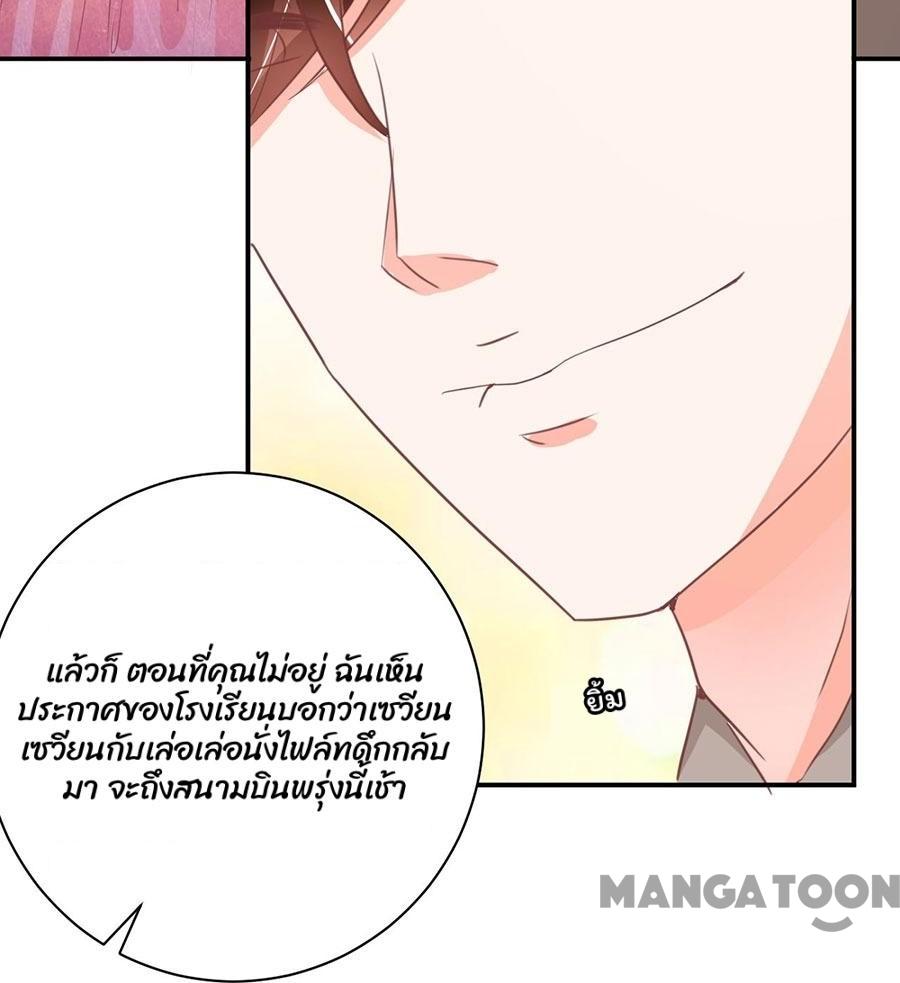 แล้วก็ ตอนที่คุณไม่อยู่ ฉันเห็น
ประกาศของโรงเรียนบอกว่าเซวียน
เซวียนกับเล่อเล่อนั่งไฟล์ทดึกกลับ
มา จะถึงสนามบินพรุ่งนี้เช้า
ยิ้ม
MANGATOON